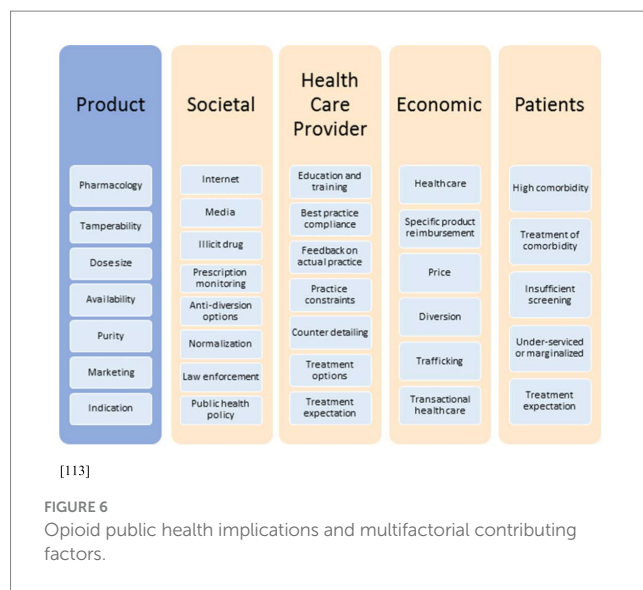 Product
Pharmacology
Tamperability
Dose size
Availability
Purity
Marketing
Indication
Societal
Internet
Media
Illicit drug
Prescription
monitoring
Anti-diversion
options
Normalization
Law enforcement
Public health
policy
Health
Care
Provider
Education and
training
Best practice
compliance
Feedback on
actual practice
Practice
constraints
Counter detailing
Treatment
options
Treatment
expectation
Economic
Healthcare
Specific product
reimbursement
Price
Diversion
Trafficking
Transactional
healthcare
Patients
High comorbidity
Treatment of
comorbidity
Insufficient
screening
Under-serviced
or marginalized
Treatment
expectation
[113]
FIGURE 6
Opioid public health implications and multifactorial contributing
factors.